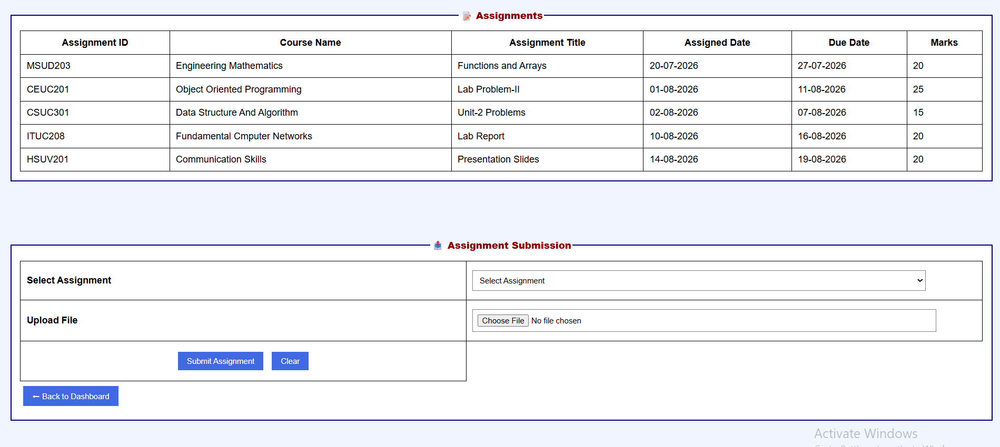 Assignments
Assignment ID Course Name Assignment Title Assigned Date Due Date Marks
MSUD203 Engineering Mathematics Functions and Arrays 20-07-2026 27-07-2026 20
CEUC201 Object Oriented Programming Lab Problem-II 01-08-2026 11-08-2026 25
CSUC301 Data Structure And Algorithm Unit-2 Problems 02-08-2026 07-08-2026 15
ITUC208 Fundamental Cmputer Networks Lab Report 10-08-2026 16-08-2026 20
HSUV201 Communication Skills Presentation Slides 14-08-2026 19-08-2026 20
Assignment Submission
Select Assignment Select Assignment
Upload File Choose File No file chosen
Submit Assignment Clear
← Back to Dashboard
Activate Windows